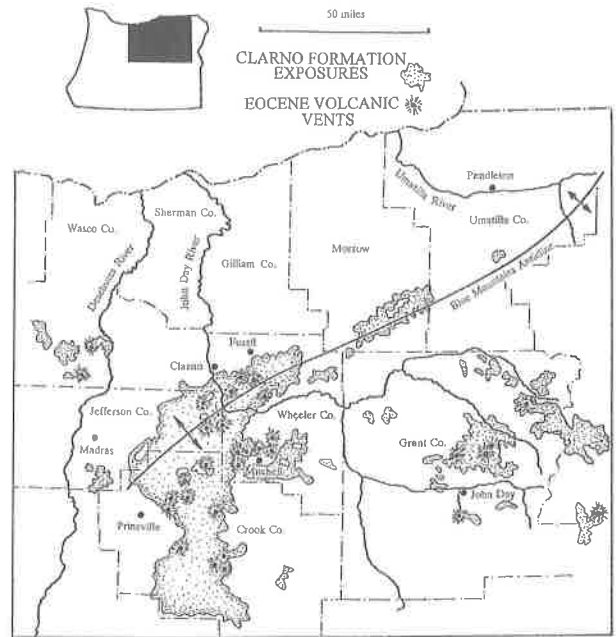 50 miles
CLARNO FORMATION
EXPOSURES
EOCENE VOLCANIC
VENTS
Pendleton
Umatilla River
Umatilla Co.
Sherman Co.
Wasco Co.
Morrow
Deschutes River
John Day River
Gilliam Co.
Blue Mountains Anticline
Fossil
Clarno
Jefferson Co.
Wheeler Co.
Grant Co.
Madras
Mitchell
John Day
Prineville
Crook Co.